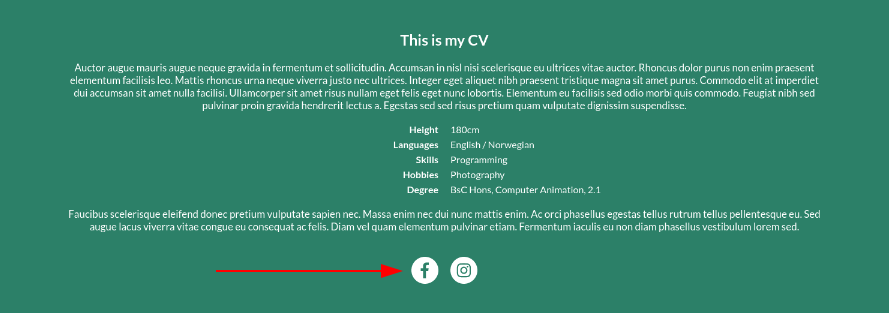 This is my CV
Auctor augue mauris augue neque gravida in fermentum et sollicitudin. Accumsan in nisl nisi scelerisque eu ultrices vitae auctor. Rhoncus dolor purus non enim praesent
elementum facilisis leo. Mattis rhoncus urna neque viverra justo nec ultrices. Integer eget aliquet nibh praesent tristique magna sit amet purus. Commodo elit at imperdiet
dui accumsan sit amet nulla facilisi. Ullamcorper sit amet risus nullam eget felis eget nunc lobortis. Elementum eu facilisis sed odio morbi quis commodo. Feugiat nibh sed
pulvinar proin gravida hendrerit lectus a. Egestas sed sed risus pretium quam vulputate dignissim suspendisse.
Height 180cm
Languages English / Norwegian
Skills Programming
Hobbies Photography
Degree BsC Hons, Computer Animation, 2.1
Faucibus scelerisque eleifend donec pretium vulputate sapien nec. Massa enim nec dui nunc mattis enim. Ac orci phasellus egestas tellus rutrum tellus pellentesque eu. Sed
augue lacus viverra vitae congue eu consequat ac felis. Diam vel quam elementum pulvinar etiam. Fermentum iaculis eu non diam phasellus vestibulum lorem sed.